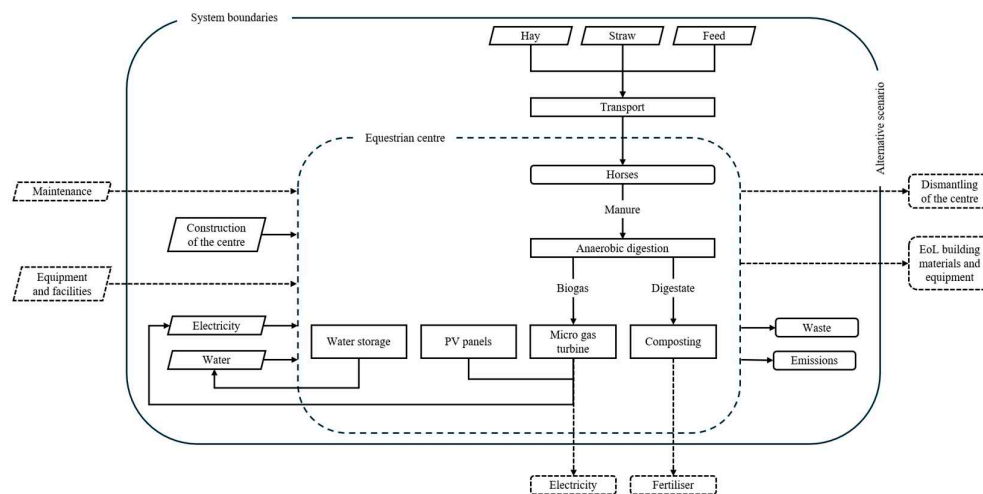 System boundaries
Hay
Straw
Feed
Transport
Alternative scenario
Equestrian centre
Horses
Maintenance
Dismantling
of the centre
Manure
Construction
of the centre
Anaerobic digestion
EoL building
materials and
equipment
Equipment
and facilities
Biogas
Digestate
Electricity
Water
Water storage
PV panels
Micro gas
turbine
Composting
Waste
Emissions
Electricity
Fertiliser